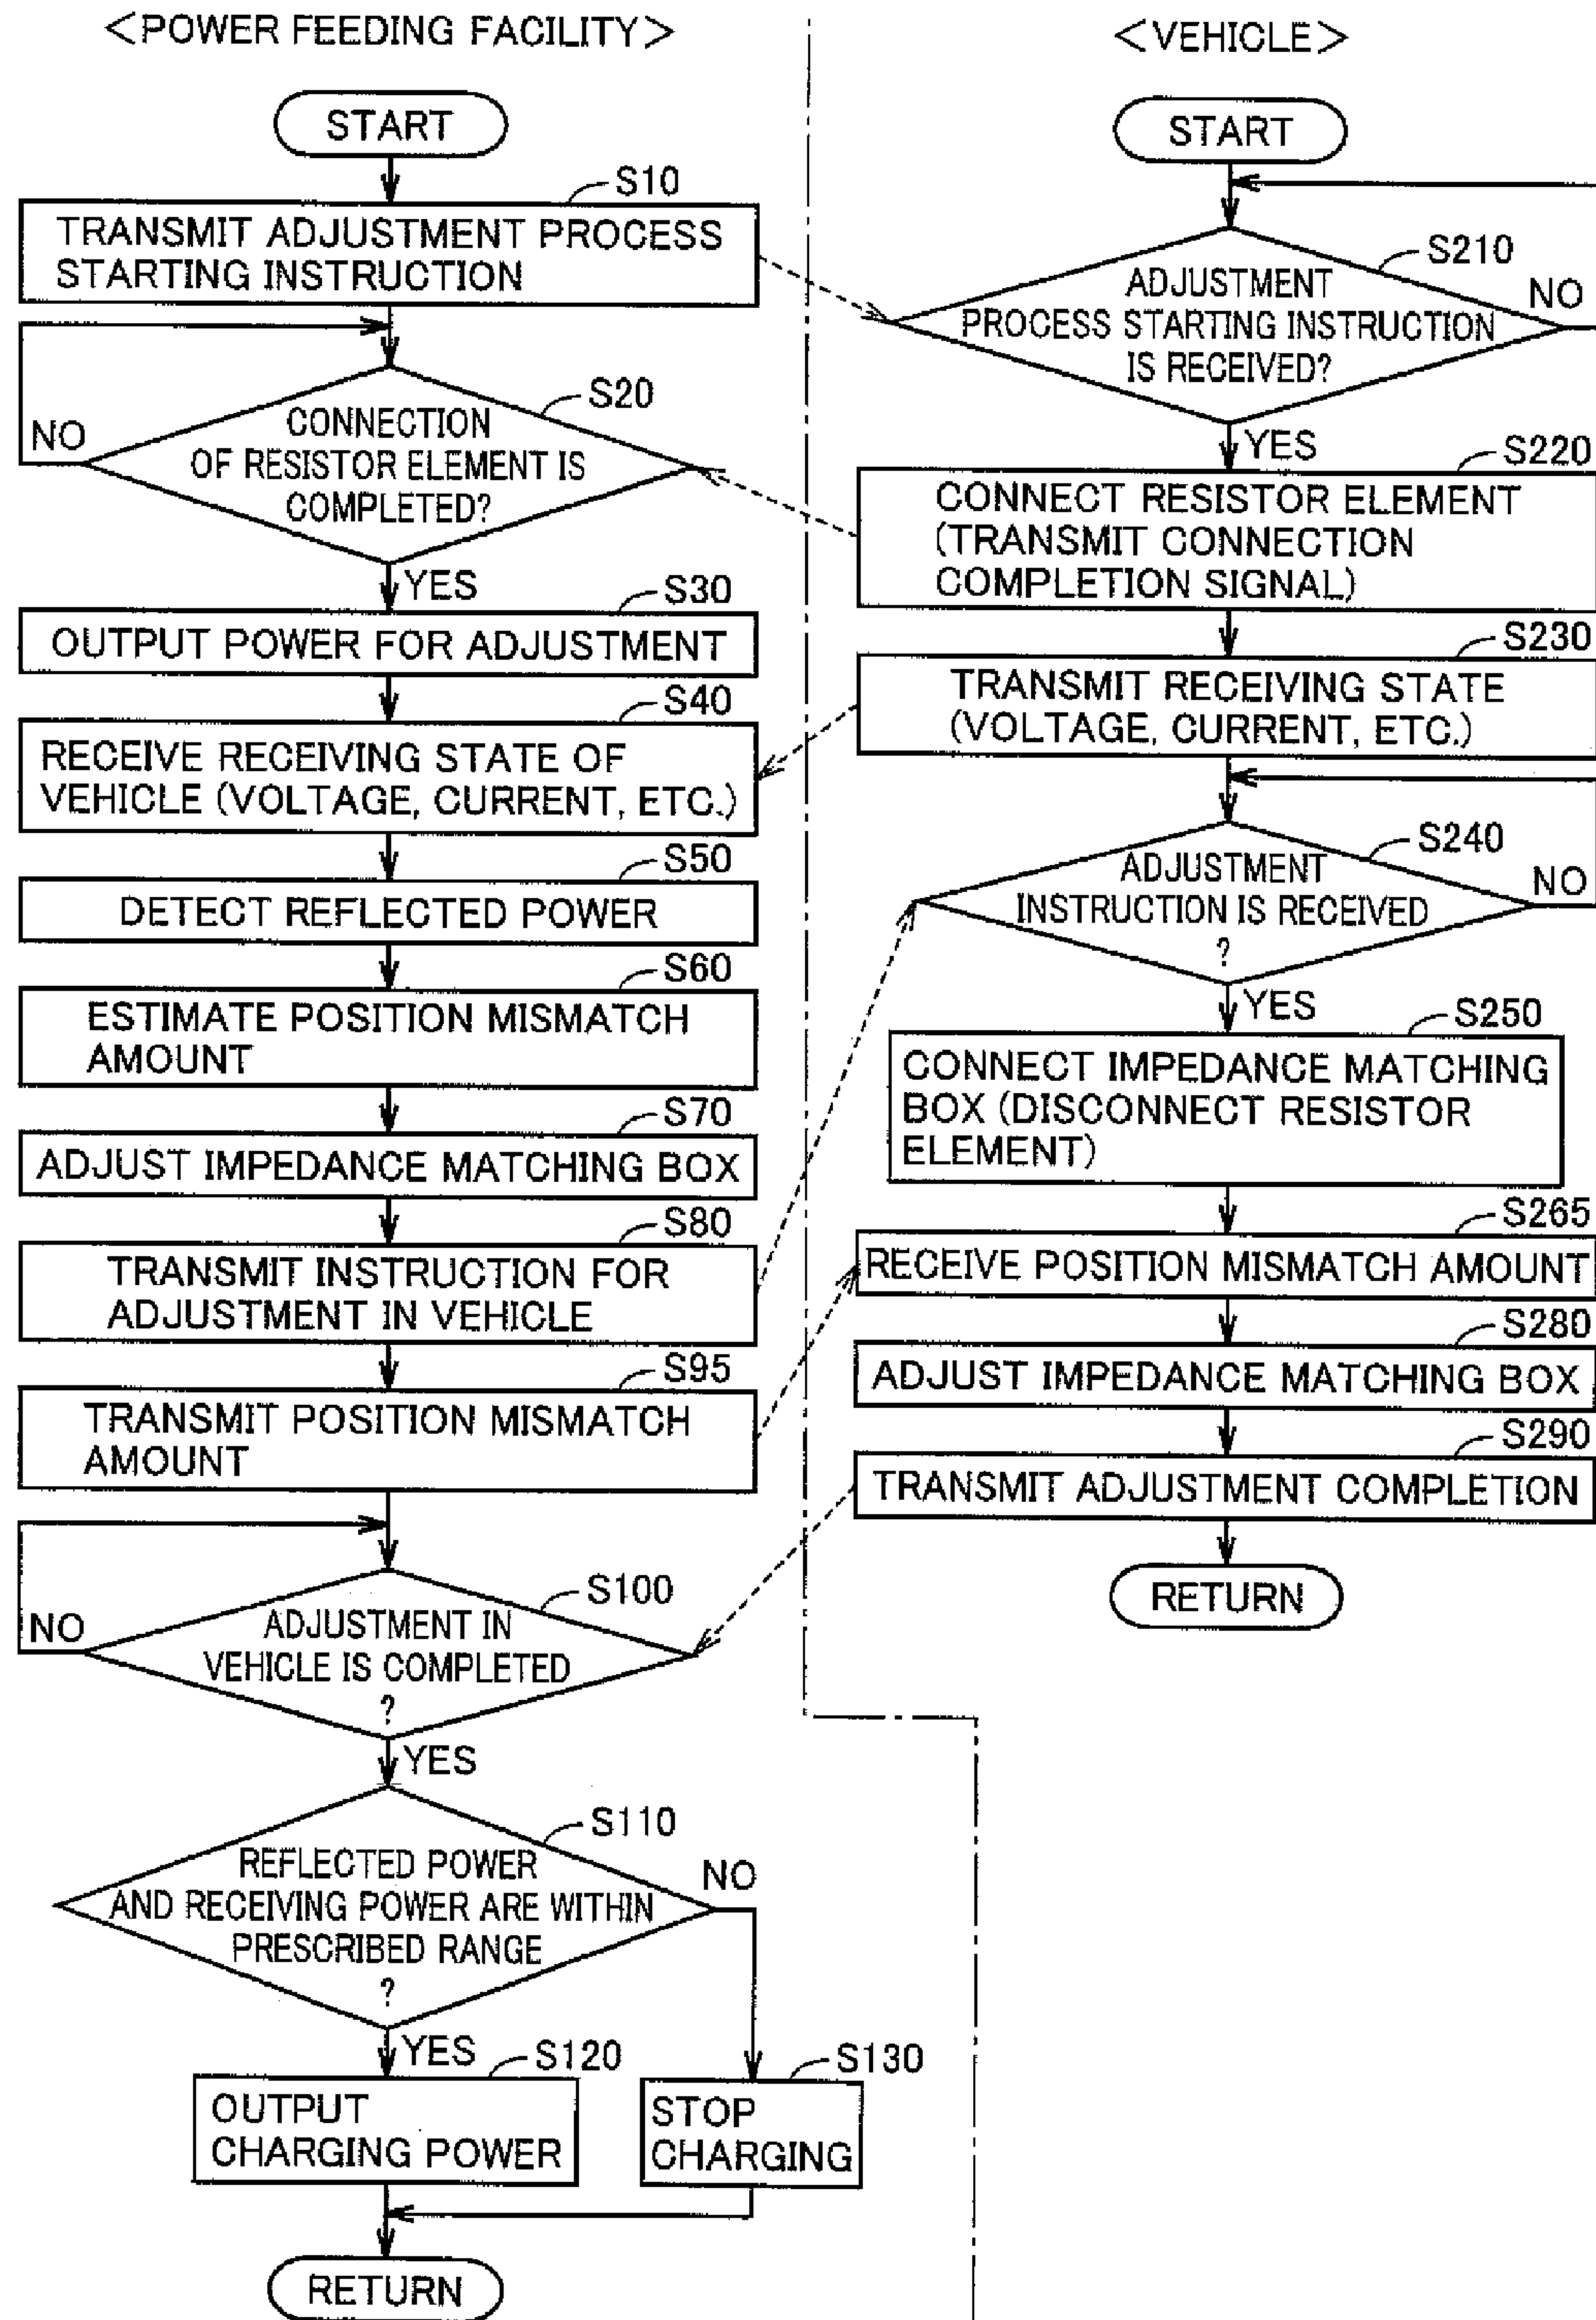 <POWER FEEDING FACILITY>
START
S10
TRANSMIT ADJUSTMENT PROCESS
STARTING INSTRUCTION
S20
CONNECTION
OF RESISTOR ELEMENT IS
COMPLETED?
NO
YES
S30
OUTPUT POWER FOR ADJUSTMENT
S40
RECEIVE RECEIVING STATE OF
VEHICLE (VOLTAGE, CURRENT, ETC.)
S50
DETECT REFLECTED POWER
S60
ESTIMATE POSITION MISMATCH
AMOUNT
S70
ADJUST IMPEDANCE MATCHING BOX
S80
TRANSMIT INSTRUCTION FOR
ADJUSTMENT IN VEHICLE
S95
TRANSMIT POSITION MISMATCH
AMOUNT
S100
ADJUSTMENT IN
VEHICLE IS COMPLETED
?
NO
YES
S110
REFLECTED POWER
AND RECEIVING POWER ARE WITHIN
PRESCRIBED RANGE
?
NO
YES
S120
OUTPUT
CHARGING POWER
S130
STOP
CHARGING
RETURN
<VEHICLE>
START
S210
ADJUSTMENT
PROCESS STARTING INSTRUCTION
IS RECEIVED?
NO
YES
S220
CONNECT RESISTOR ELEMENT
(TRANSMIT CONNECTION
COMPLETION SIGNAL)
S230
TRANSMIT RECEIVING STATE
(VOLTAGE, CURRENT, ETC.)
S240
ADJUSTMENT
INSTRUCTION IS RECEIVED
?
NO
YES
S250
CONNECT IMPEDANCE MATCHING
BOX (DISCONNECT RESISTOR
ELEMENT)
S265
RECEIVE POSITION MISMATCH AMOUNT
S280
ADJUST IMPEDANCE MATCHING BOX
S290
TRANSMIT ADJUSTMENT COMPLETION
RETURN